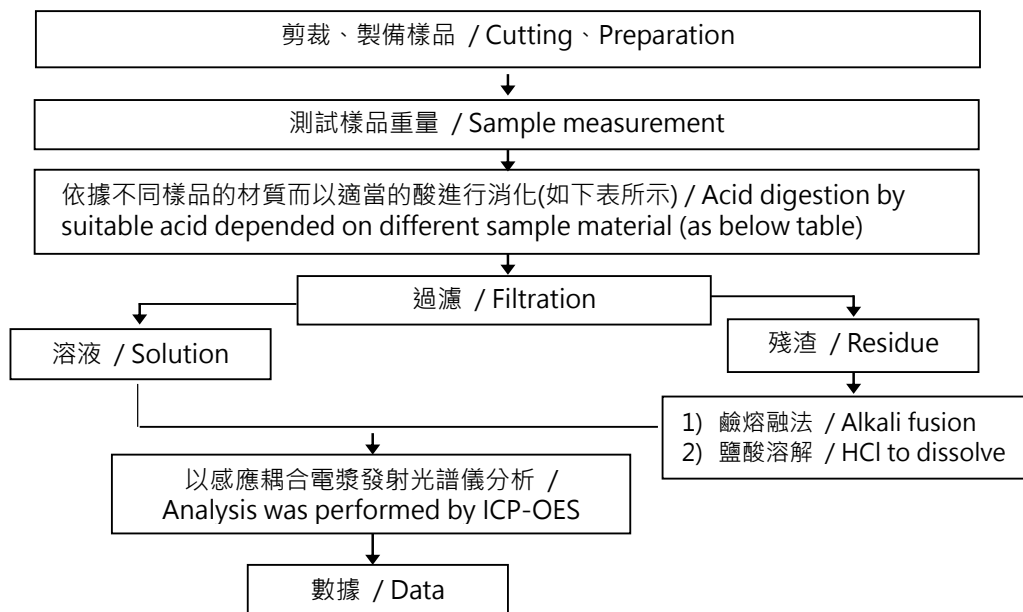 剪裁、製備樣品 / Cutting、Preparation
測試樣品重量 / Sample measurement
依據不同樣品的材質而以適當的酸進行消化(如下表所示) / Acid digestion by
suitable acid depended on different sample material (as below table)
過濾 / Filtration
溶液 / Solution
殘渣 / Residue
1) 鹼熔融法 / Alkali fusion
2) 鹽酸溶解 / HCl to dissolve
以感應耦合電漿發射光譜儀分析 /
Analysis was performed by ICP-OES
數據 / Data